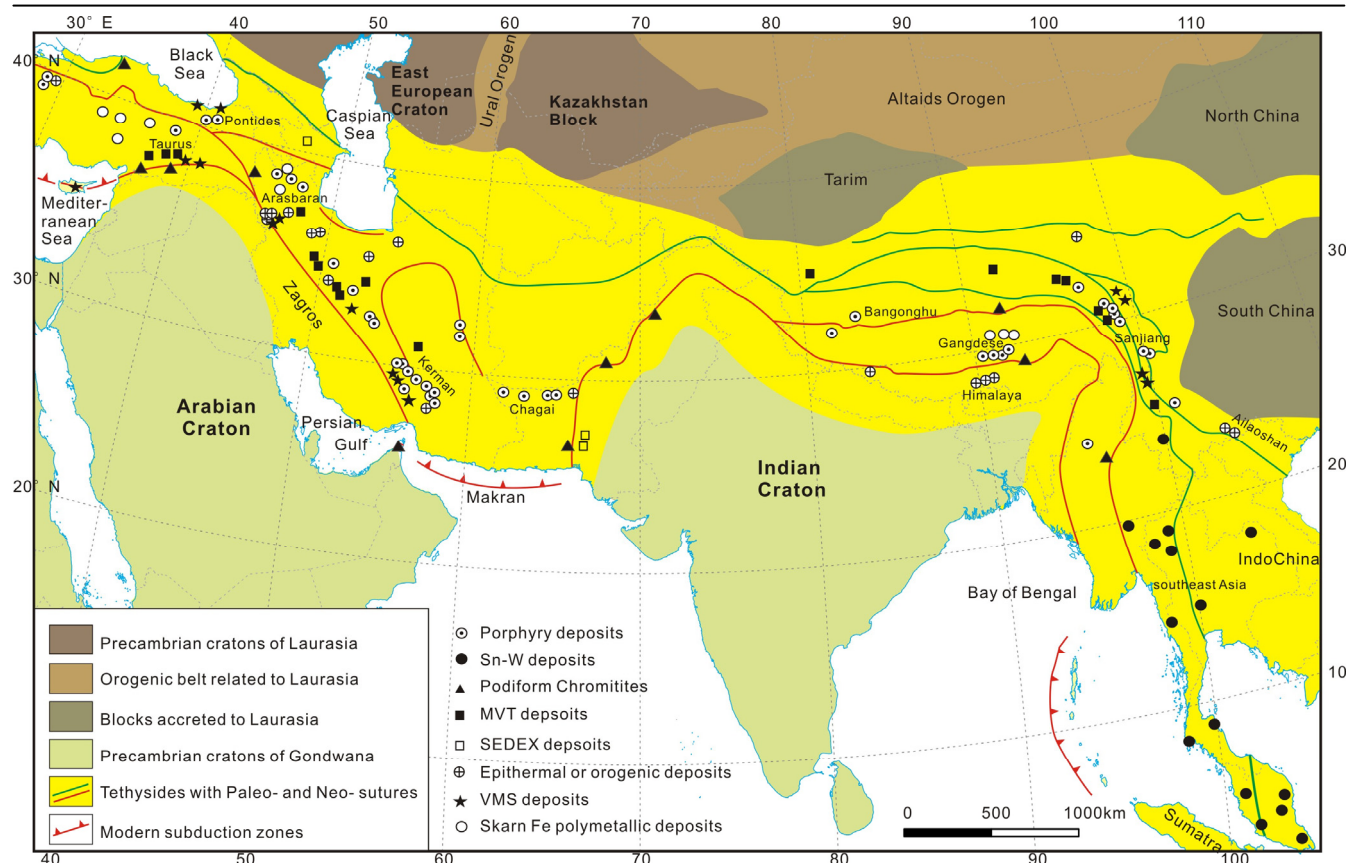 30° E 40 50 60 70 80 90 100 110
40° N
30° N
20° N
30
20
10
40 50 60 70 80 90 100
Black
Sea
Caspian
Sea
East
European
Craton
Ural Orogen
Kazakhstan
Block
Altaids Orogen
North China
Tarim
South China
Pontides
Taurus
Mediter-
ranean
Sea
Arasbaran
Zagros
Arabian
Craton
Persian
Gulf
Kerman
Chagai
Makran
Bangonghu
Gangdese
Himalaya
Sanjiang
Ailaoshan
Indian
Craton
Bay of Bengal
IndoChina
southeast Asia
Sumatra
Precambrian cratons of Laurasia
Orogenic belt related to Laurasia
Blocks accreted to Laurasia
Precambrian cratons of Gondwana
Tethysides with Paleo- and Neo- sutures
Modern subduction zones
Porphyry deposits
Sn-W deposits
Podiform Chromitites
MVT depsoits
SEDEX depsoits
Epithermal or orogenic deposits
VMS deposits
Skarn Fe polymetallic deposits
0 500 1000km